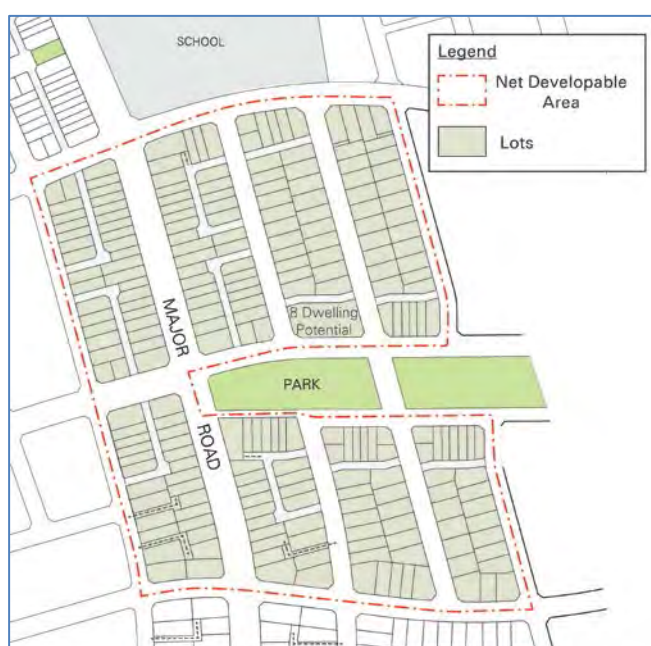 SCHOOL
Legend
Net Developable
Area
Lots
MAJOR
8 Dwelling
Potential
PARK
ROAD